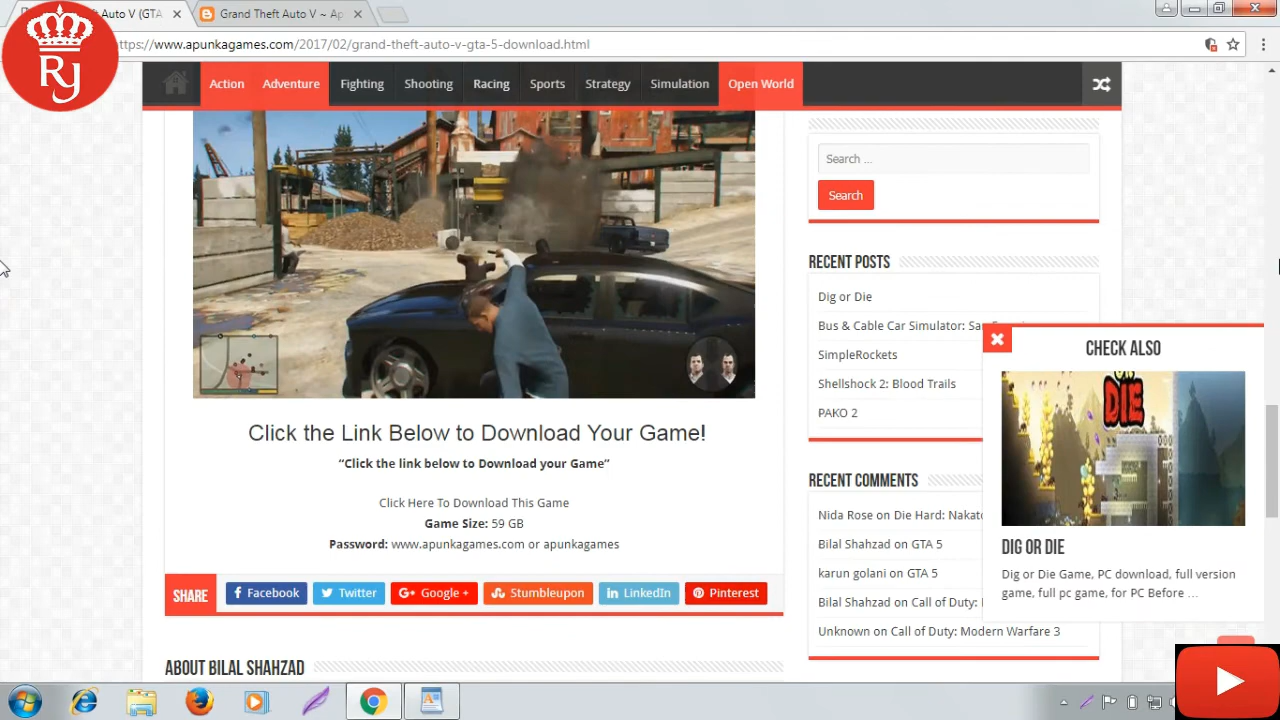 Rj
ft Auto V (GTA
Grand Theft Auto V ~ Ap
https://www.apunkagames.com/2017/02/grand-theft-auto-v-gta-5-download.html
Action Adventure Fighting Shooting Racing Sports Strategy Simulation Open World
Search ...
Search
RECENT POSTS
Dig or Die
Bus & Cable Car Simulator: San
SimpleRockets
Shellshock 2: Blood Trails
PAKO 2
CHECK ALSO
DIE
Click the Link Below to Download Your Game!
“Click the link below to Download your Game”
Click Here To Download This Game
Game Size: 59 GB
Password: www.apunkagames.com or apunkagames
RECENT COMMENTS
Nida Rose on Die Hard: Nakato
Bilal Shahzad on GTA 5
karun golani on GTA 5
Bilal Shahzad on Call of Duty:
Unknown on Call of Duty: Modern Warfare 3
DIG OR DIE
Dig or Die Game, PC download, full version
game, full pc game, for PC Before ...
SHARE Facebook Twitter Google + Stumbleupon LinkedIn Pinterest
ABOUT BILAL SHAHZAD